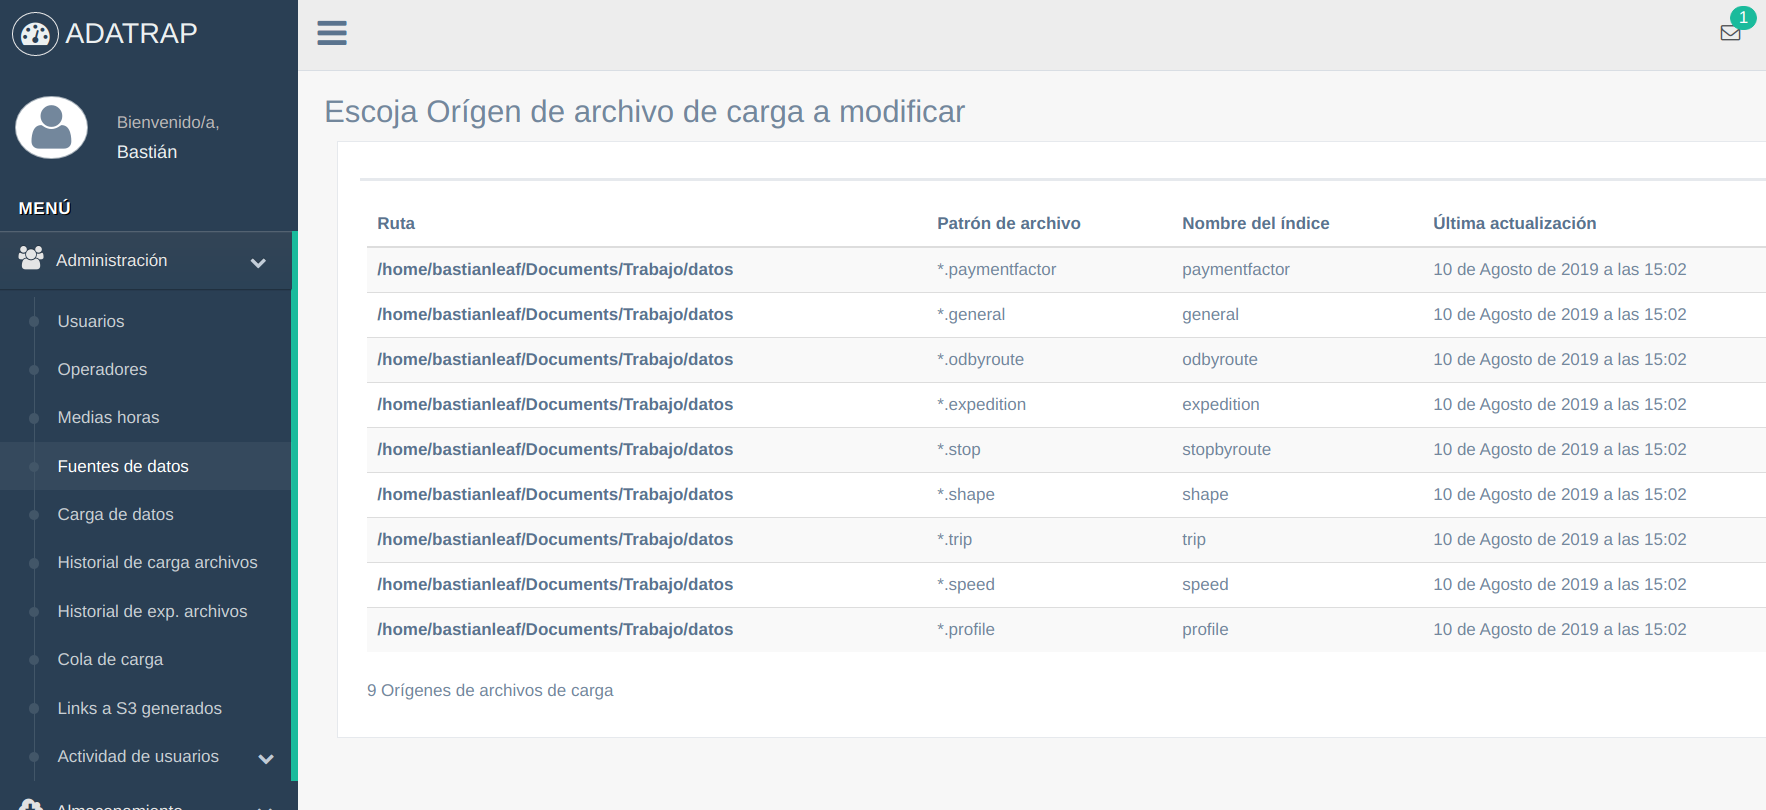 ADATRAP
1
Bienvenido/a,
Bastián
MENÚ
Administración
Usuarios
Operadores
Medias horas
Fuentes de datos
Carga de datos
Historial de carga archivos
Historial de exp. archivos
Cola de carga
Links a S3 generados
Actividad de usuarios
Almacenamiento
Escoja Orígen de archivo de carga a modificar
Ruta Patrón de archivo Nombre del índice Última actualización
/home/bastianleaf/Documents/Trabajo/datos *.paymentfactor paymentfactor 10 de Agosto de 2019 a las 15:02
/home/bastianleaf/Documents/Trabajo/datos *.general general 10 de Agosto de 2019 a las 15:02
/home/bastianleaf/Documents/Trabajo/datos *.odbyroute odbyroute 10 de Agosto de 2019 a las 15:02
/home/bastianleaf/Documents/Trabajo/datos *.expedition expedition 10 de Agosto de 2019 a las 15:02
/home/bastianleaf/Documents/Trabajo/datos *.stop stopbyroute 10 de Agosto de 2019 a las 15:02
/home/bastianleaf/Documents/Trabajo/datos *.shape shape 10 de Agosto de 2019 a las 15:02
/home/bastianleaf/Documents/Trabajo/datos *.trip trip 10 de Agosto de 2019 a las 15:02
/home/bastianleaf/Documents/Trabajo/datos *.speed speed 10 de Agosto de 2019 a las 15:02
/home/bastianleaf/Documents/Trabajo/datos *.profile profile 10 de Agosto de 2019 a las 15:02
9 Orígenes de archivos de carga